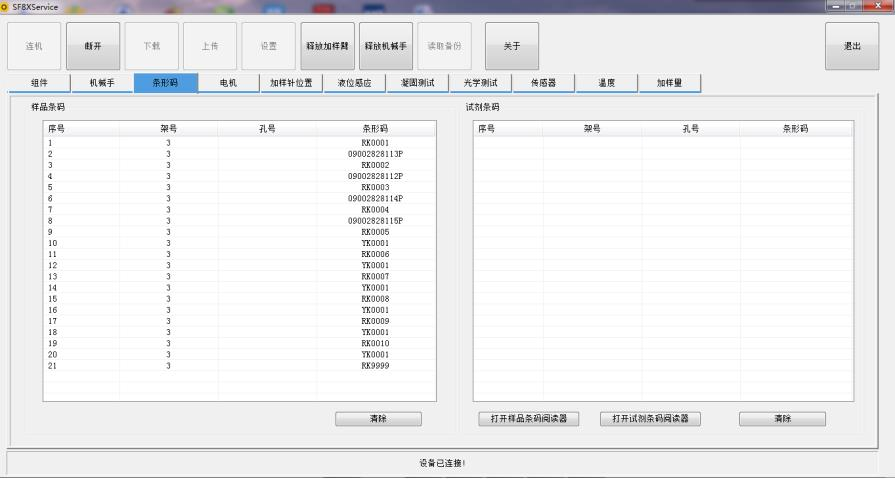 SF8XService
连机 断开 下载 上传 设置 释放加样臂 释放机械手 读取备份 关于 退出
组件 机械手 条形码 电机 加样针位置 液位感应 凝固测试 光学测试 传感器 温度 加样量
样品条码 试剂条码
序号 架号 孔号 条形码 序号 架号 孔号 条形码
1 3 RK0001
2 3 09002828113P
3 3 RK0002
4 3 09002828112P
5 3 RK0003
6 3 09002828114P
7 3 RK0004
8 3 09002828115P
9 3 RK0005
10 3 YK0001
11 3 RK0006
12 3 YK0001
13 3 RK0007
14 3 YK0001
15 3 RK0008
16 3 YK0001
17 3 RK0009
18 3 YK0001
19 3 RK0010
20 3 YK0001
21 3 RK9999
清除 打开样品条码阅读器 打开试剂条码阅读器 清除
设备已连接!